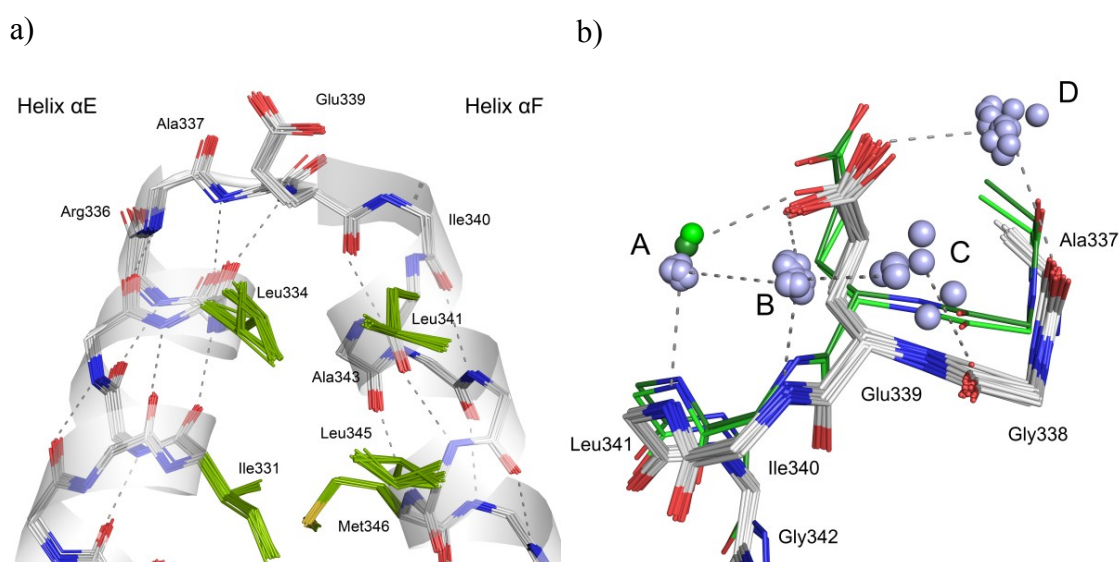 a)
Helix αE
Helix αF
Glu339
Ala337
Arg336
Ile340
Leu334
Leu341
Ala343
Leu345
Ile331
Met346
b)
D
A
C
Ala337
B
Glu339
Gly338
Leu341
Ile340
Gly342